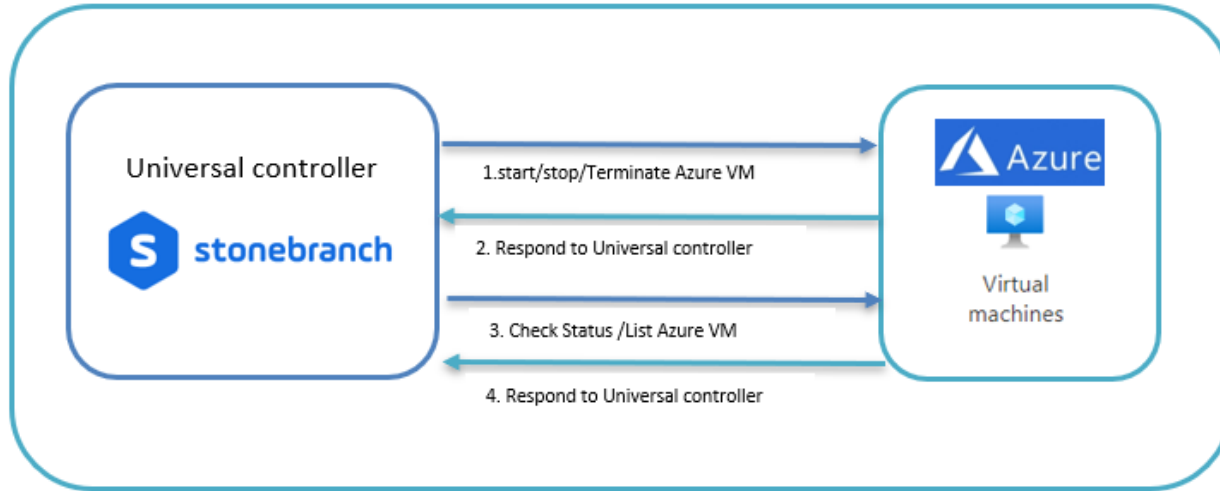 Universal controller
S stonebranch
1.start/stop/Terminate Azure VM
2. Respond to Universal controller
3. Check Status /List Azure VM
4. Respond to Universal controller
Azure
Virtual
machines